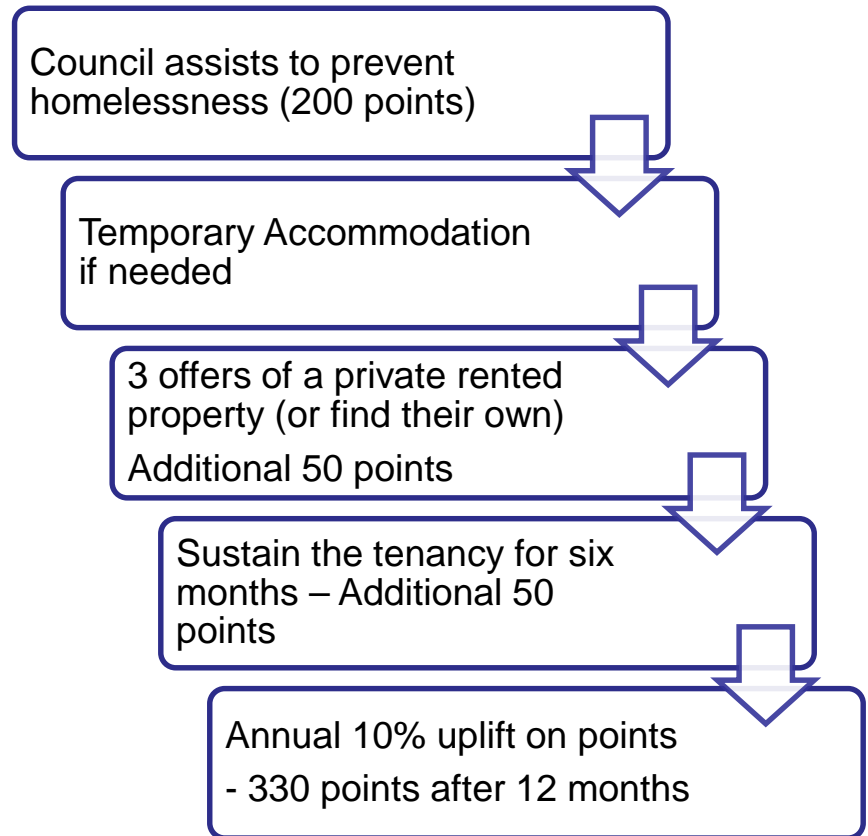 Council assists to prevent
homelessness (200 points)
Temporary Accommodation
if needed
3 offers of a private rented
property (or find their own)
Additional 50 points
Sustain the tenancy for six
months – Additional 50
points
Annual 10% uplift on points
- 330 points after 12 months